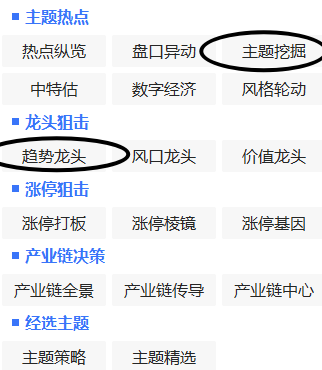 主题热点
热点纵览 盘口异动 主题挖掘
中特估 数字经济 风格轮动
龙头狙击
趋势龙头 风口龙头 价值龙头
涨停狙击
涨停打板 涨停棱镜 涨停基因
产业链决策
产业链全景 产业链传导 产业链中心
经选主题
主题策略 主题精选